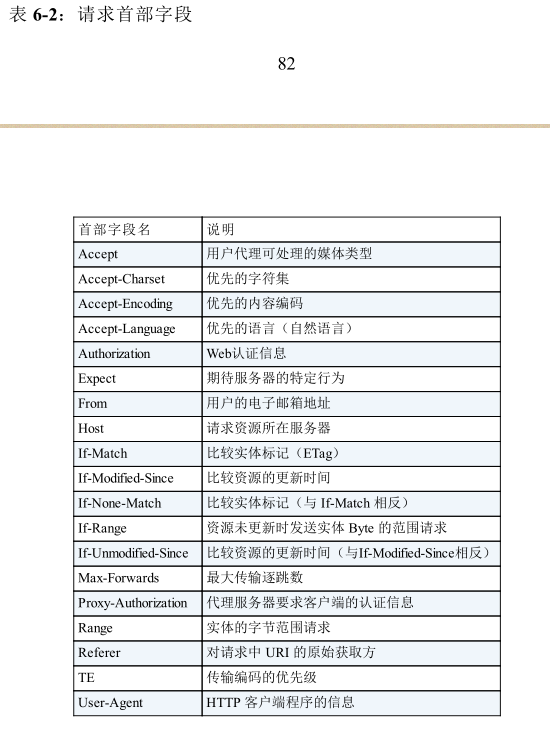 表 6-2：请求首部字段
82
首部字段名 说明
Accept 用户代理可处理的媒体类型
Accept-Charset 优先的字符集
Accept-Encoding 优先的内容编码
Accept-Language 优先的语言（自然语言）
Authorization Web认证信息
Expect 期待服务器的特定行为
From 用户的电子邮箱地址
Host 请求资源所在服务器
If-Match 比较实体标记（ETag）
If-Modified-Since 比较资源的更新时间
If-None-Match 比较实体标记（与 If-Match 相反）
If-Range 资源未更新时发送实体 Byte 的范围请求
If-Unmodified-Since 比较资源的更新时间（与If-Modified-Since相反）
Max-Forwards 最大传输逐跳数
Proxy-Authorization 代理服务器要求客户端的认证信息
Range 实体的字节范围请求
Referer 对请求中 URI 的原始获取方
TE 传输编码的优先级
User-Agent HTTP 客户端程序的信息